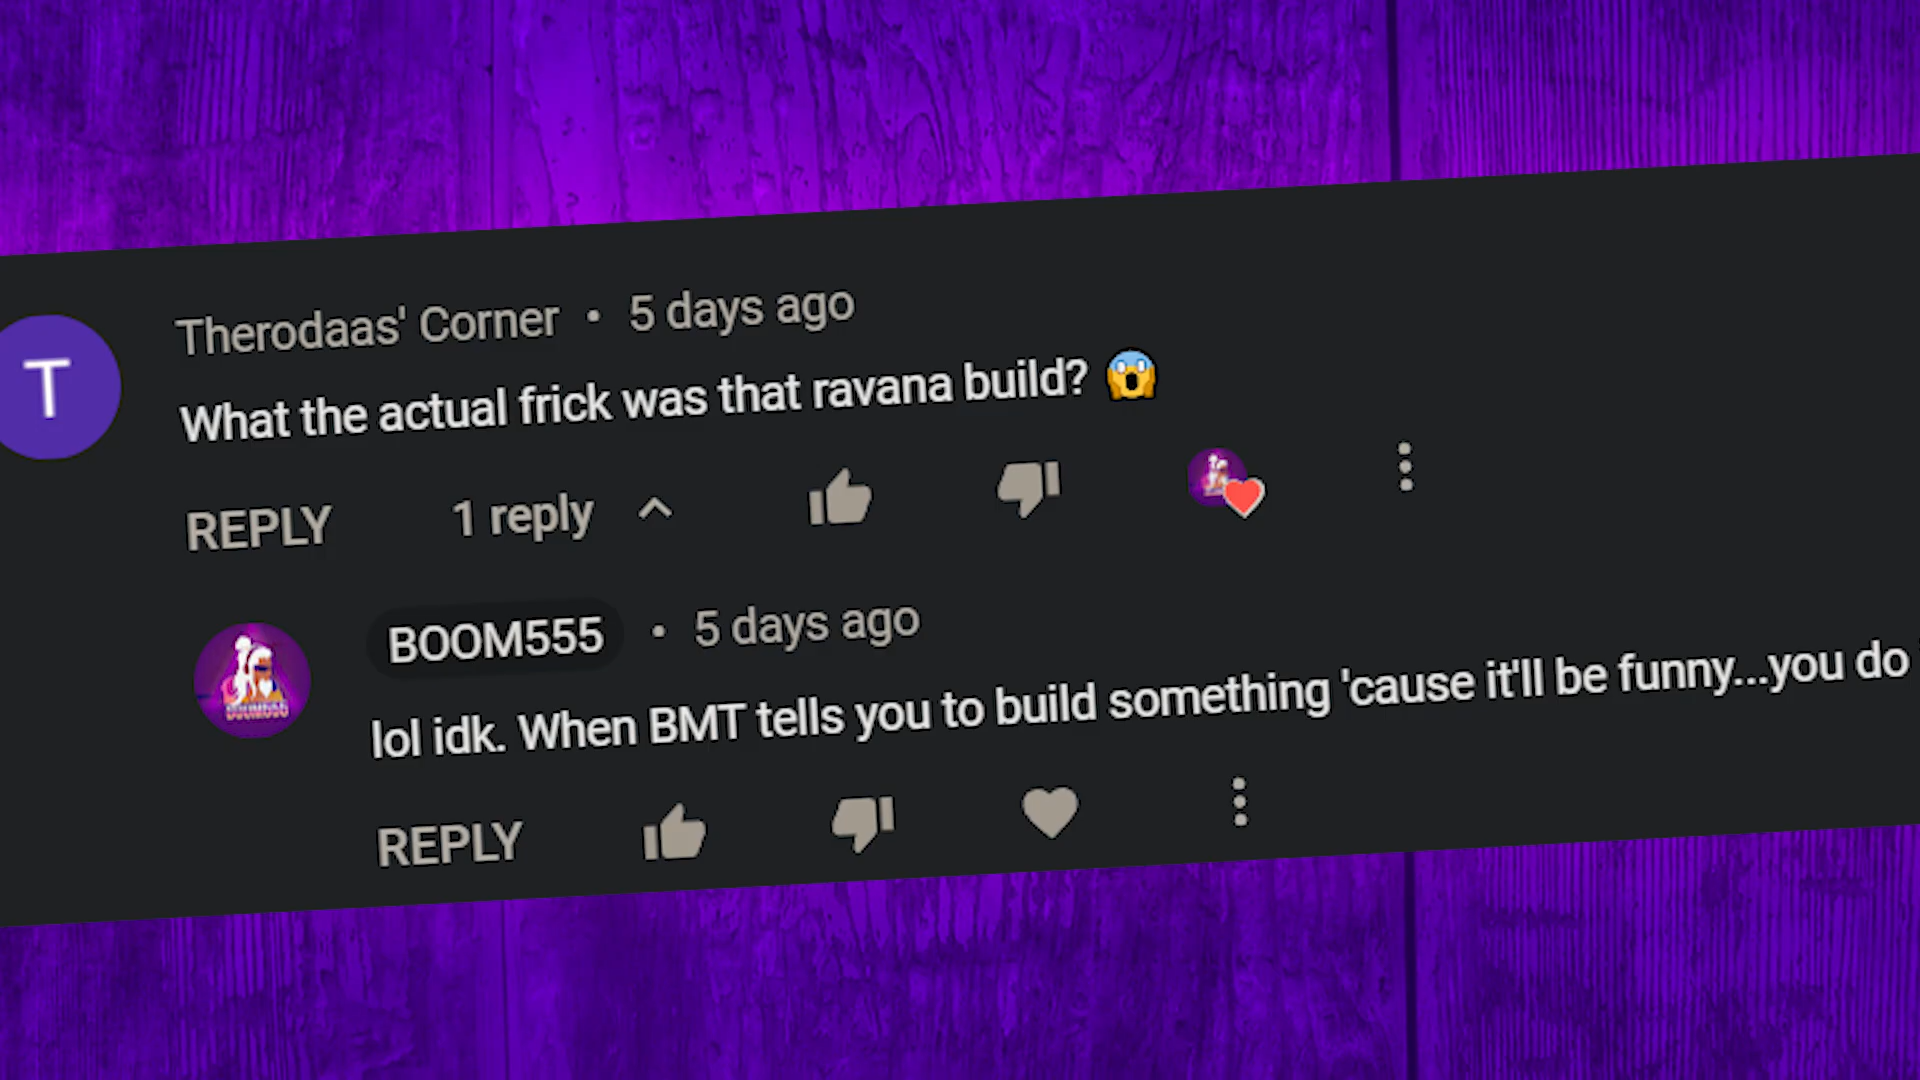 T
Therodaas' Corner • 5 days ago
What the actual frick was that ravana build? 😱
REPLY 1 reply
BOOM555 • 5 days ago
lol idk. When BMT tells you to build something 'cause it'll be funny...you do
REPLY